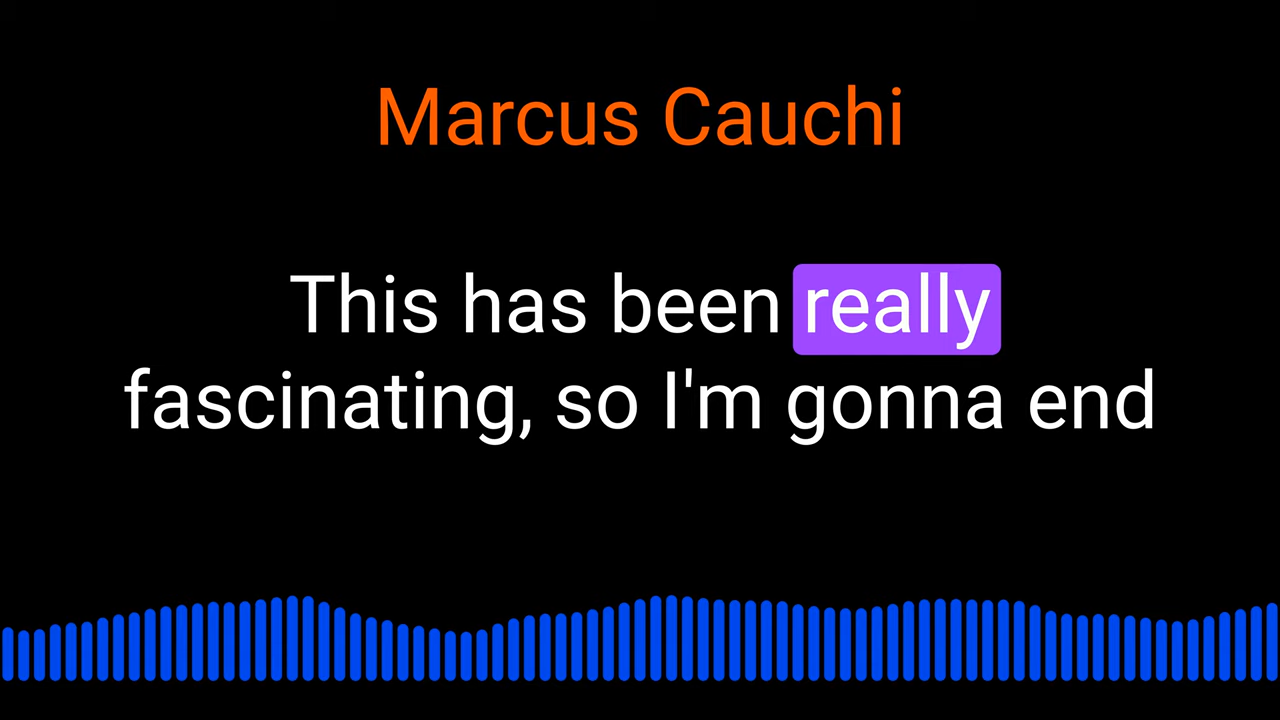 Marcus Cauchi
This has been really
fascinating, so I'm gonna end